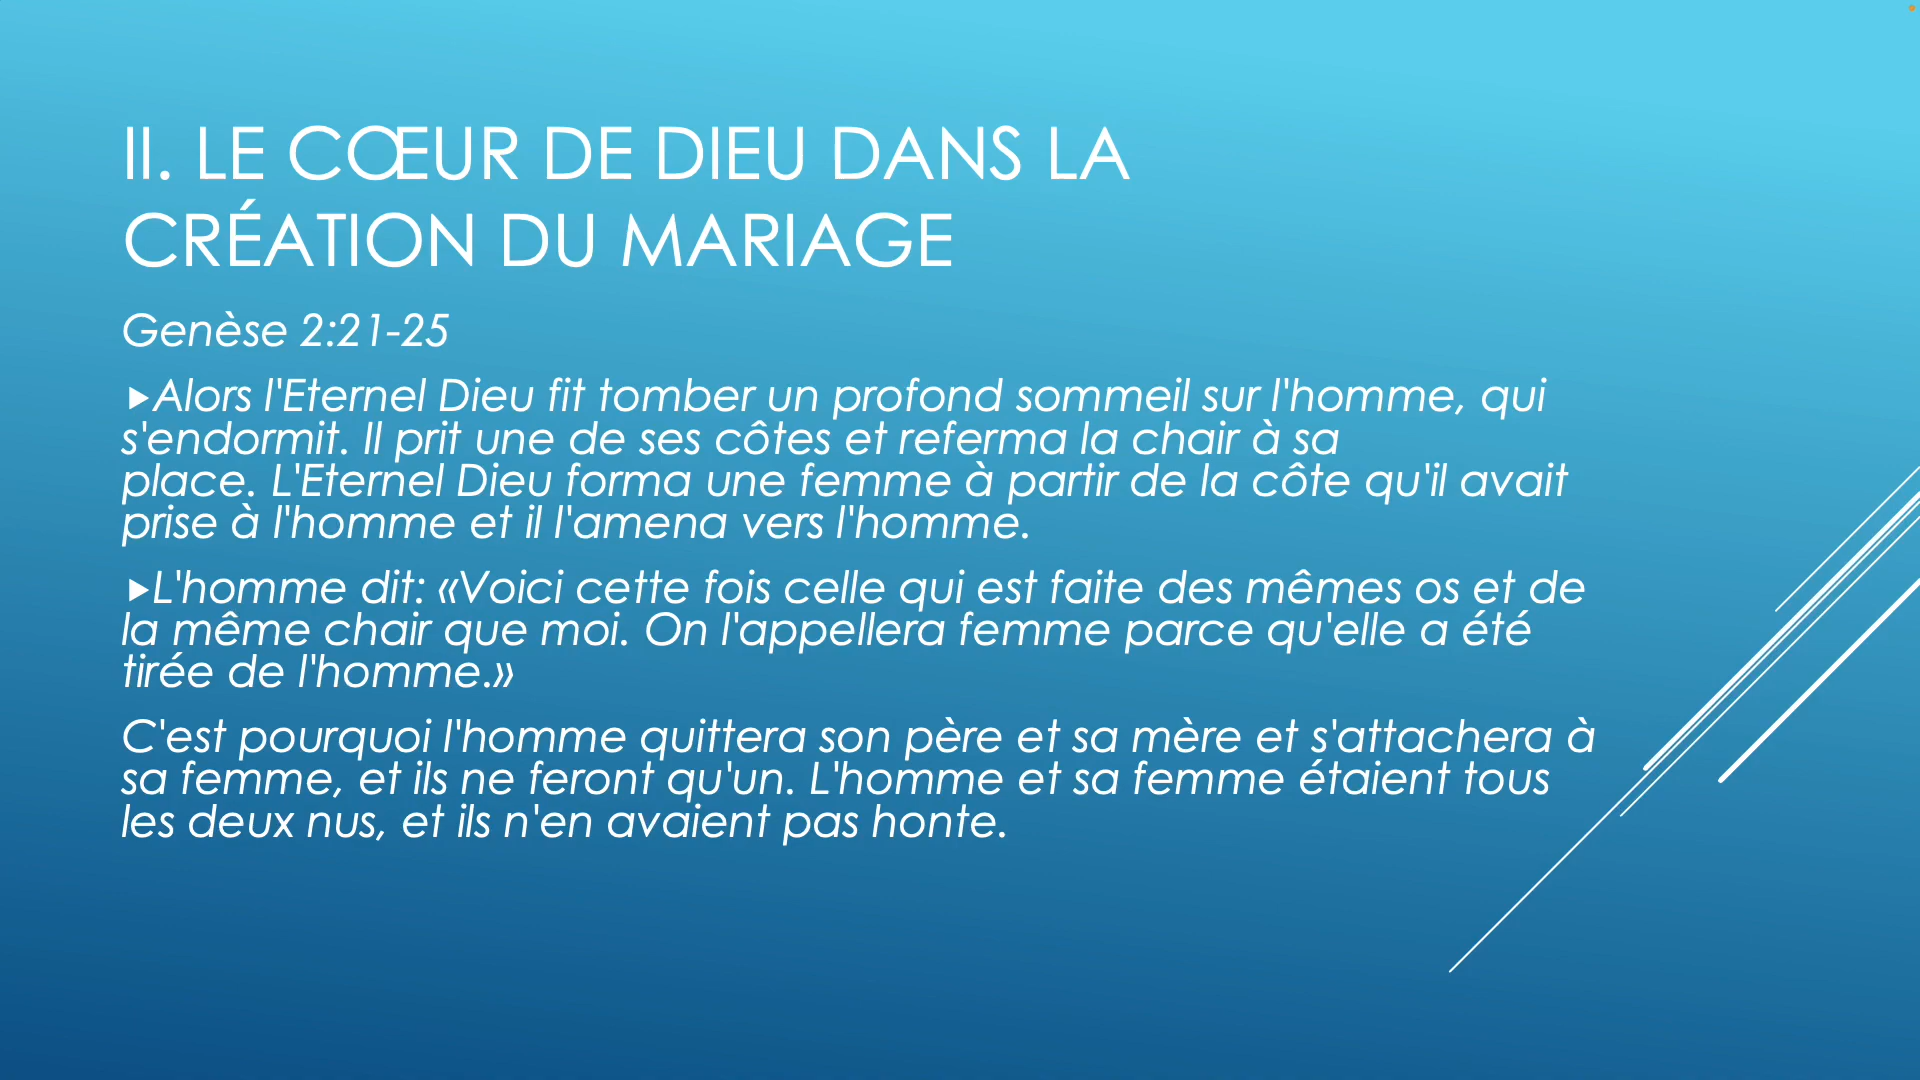 II. LE CŒUR DE DIEU DANS LA
CRÉATION DU MARIAGE
Genèse 2:21-25
▶Alors l'Eternel Dieu fit tomber un profond sommeil sur l'homme, qui
s'endormit. Il prit une de ses côtes et referma la chair à sa
place. L'Eternel Dieu forma une femme à partir de la côte qu'il avait
prise à l'homme et il l'amena vers l'homme.
▶L'homme dit: «Voici cette fois celle qui est faite des mêmes os et de
la même chair que moi. On l'appellera femme parce qu'elle a été
tirée de l'homme.»
C'est pourquoi l'homme quittera son père et sa mère et s'attachera à
sa femme, et ils ne feront qu'un. L'homme et sa femme étaient tous
les deux nus, et ils n'en avaient pas honte.